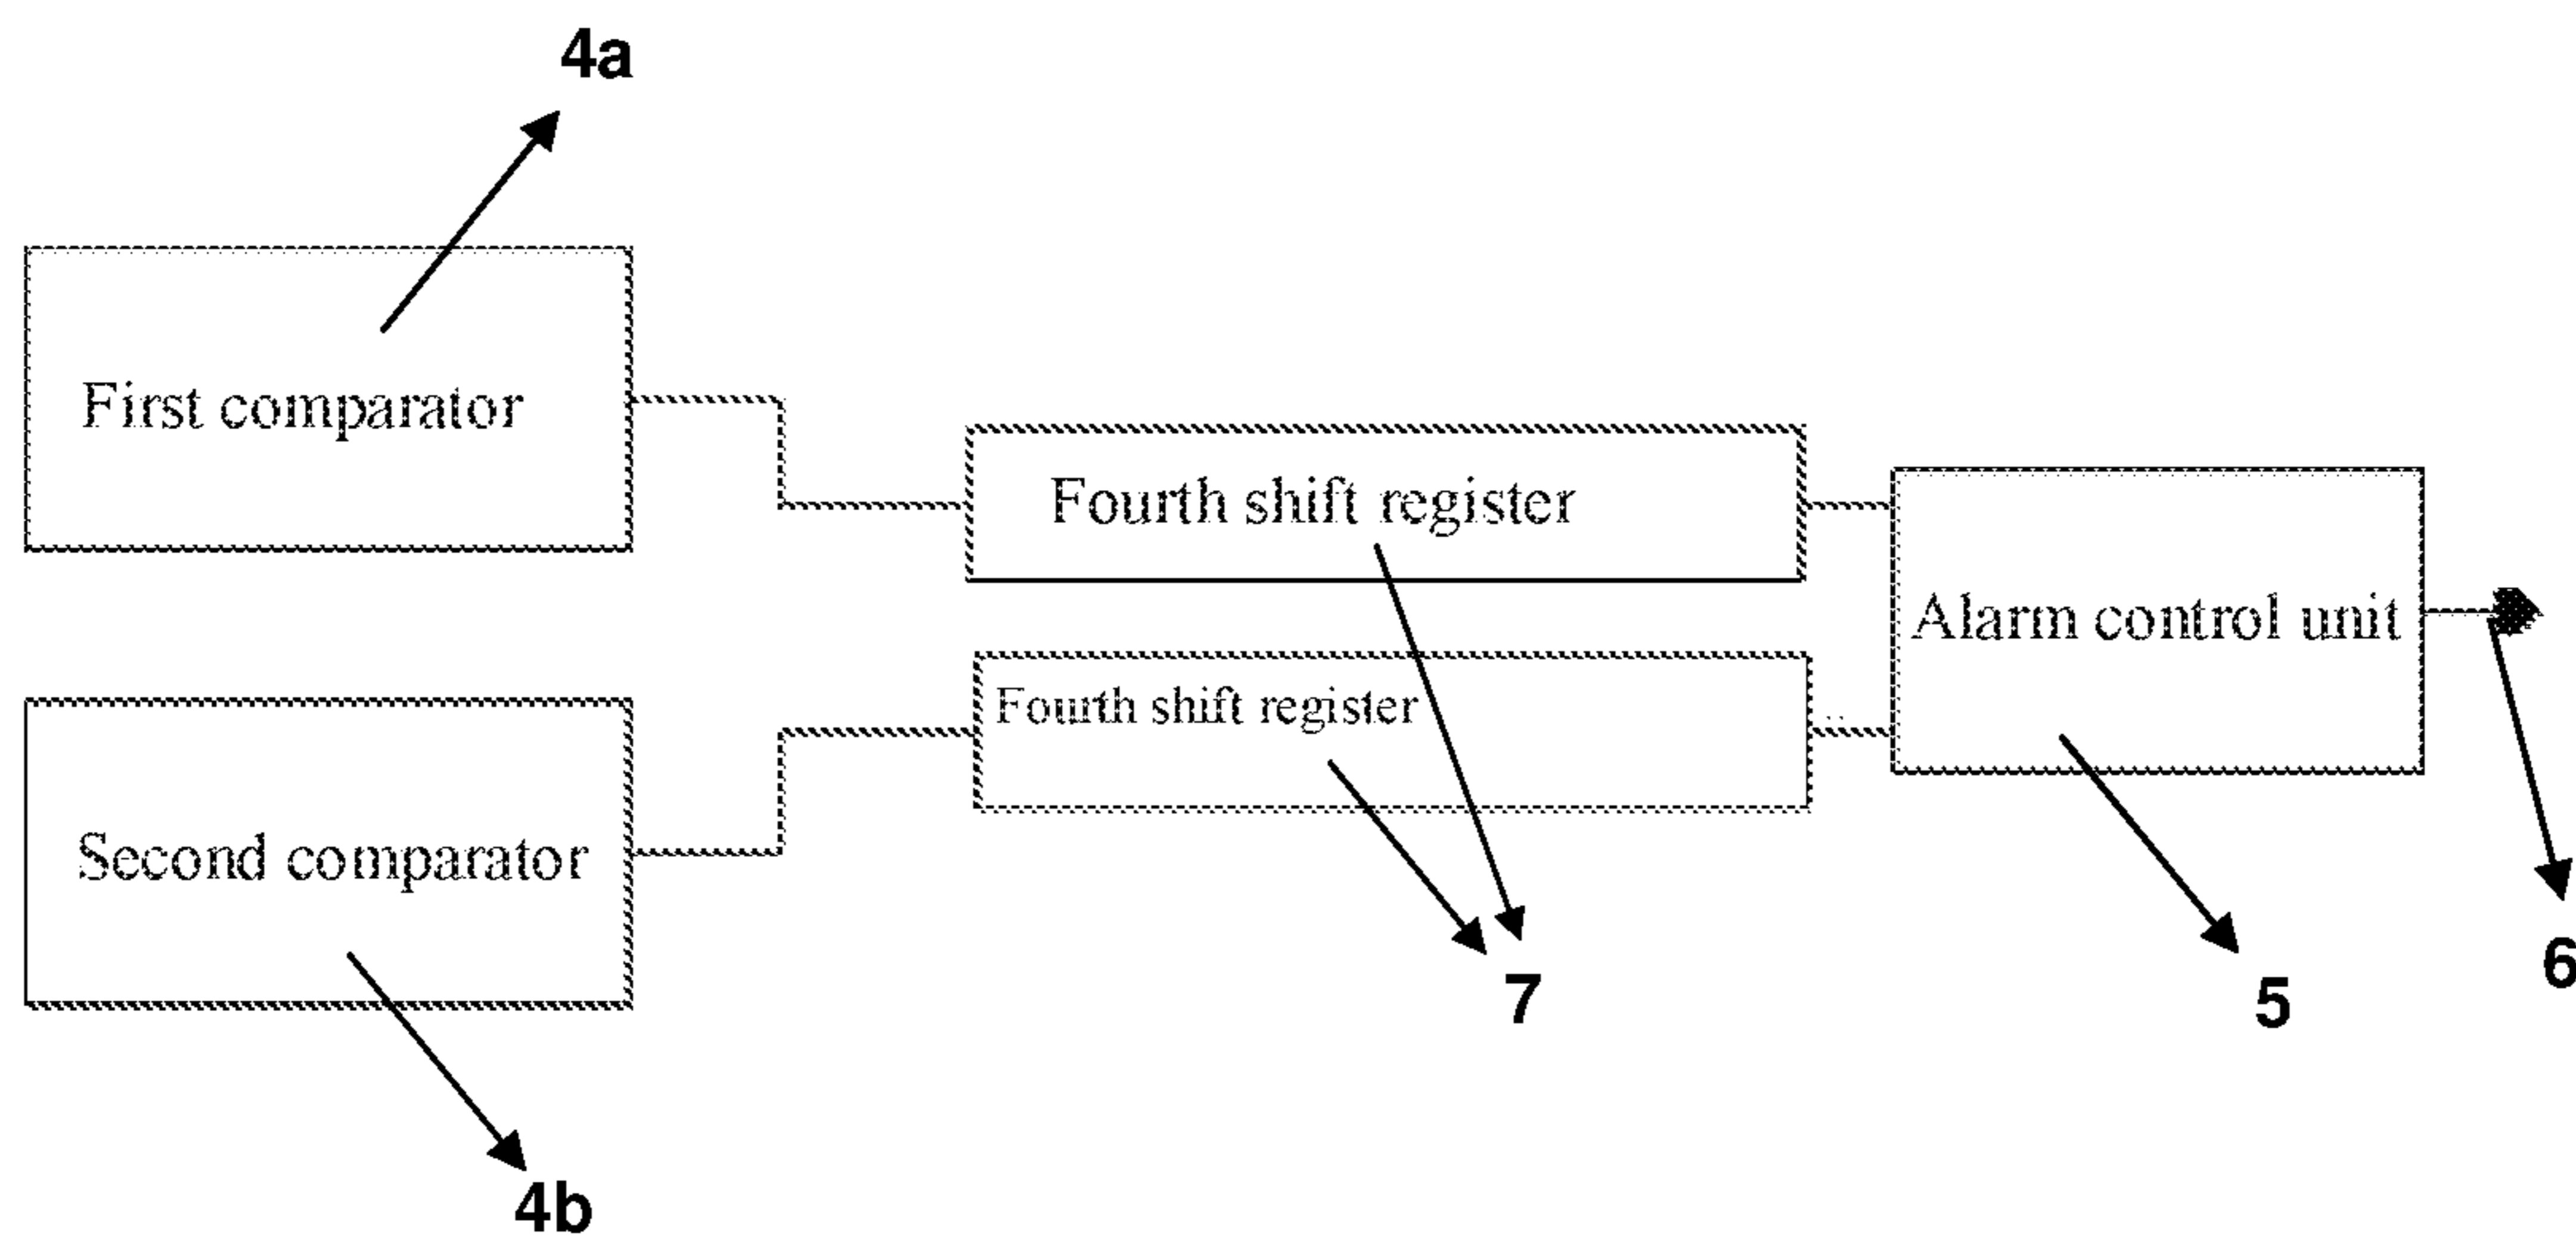 4a
First comparator
Fourth shift register
Alarm control unit
Fourth shift register
Second comparator
7
5
6
4b